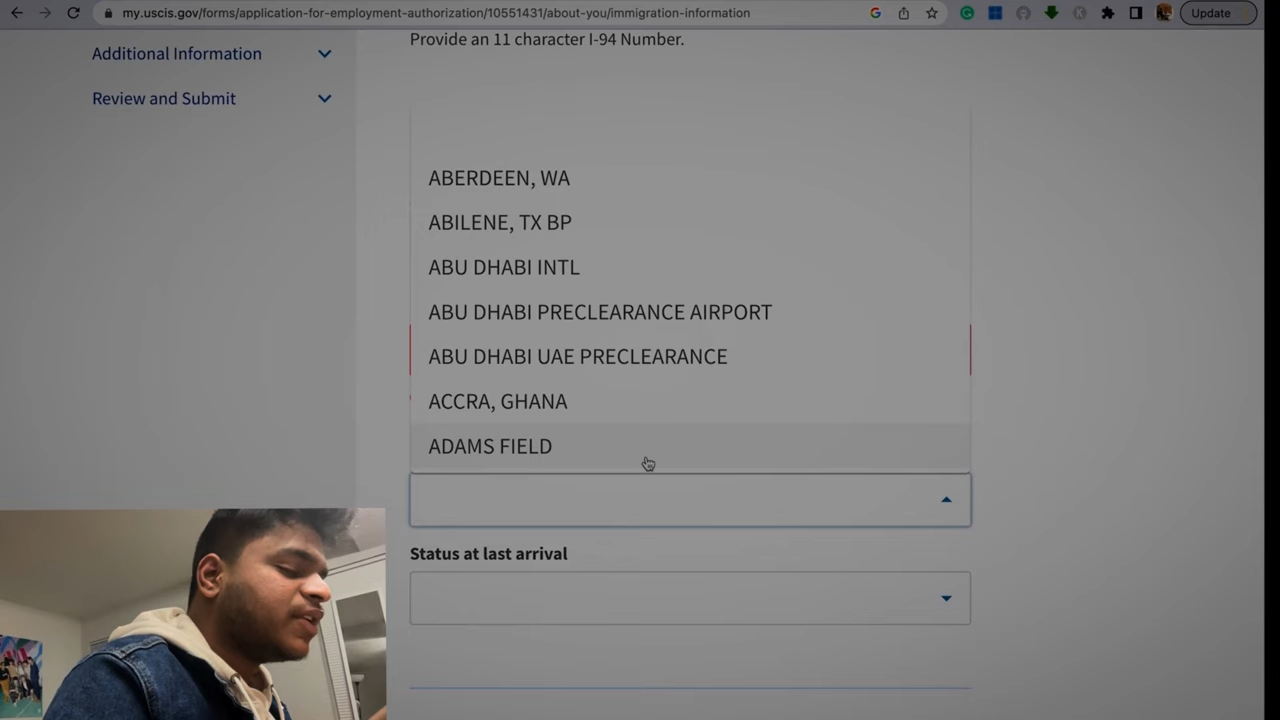 my.uscis.gov/forms/application-for-employment-authorization/10551431/about-you/immigration-information
Update
Additional Information
Review and Submit
Provide an 11 character I-94 Number.
ABERDEEN, WA
ABILENE, TX BP
ABU DHABI INTL
ABU DHABI PRECLEARANCE AIRPORT
ABU DHABI UAE PRECLEARANCE
ACCRA, GHANA
ADAMS FIELD
Status at last arrival